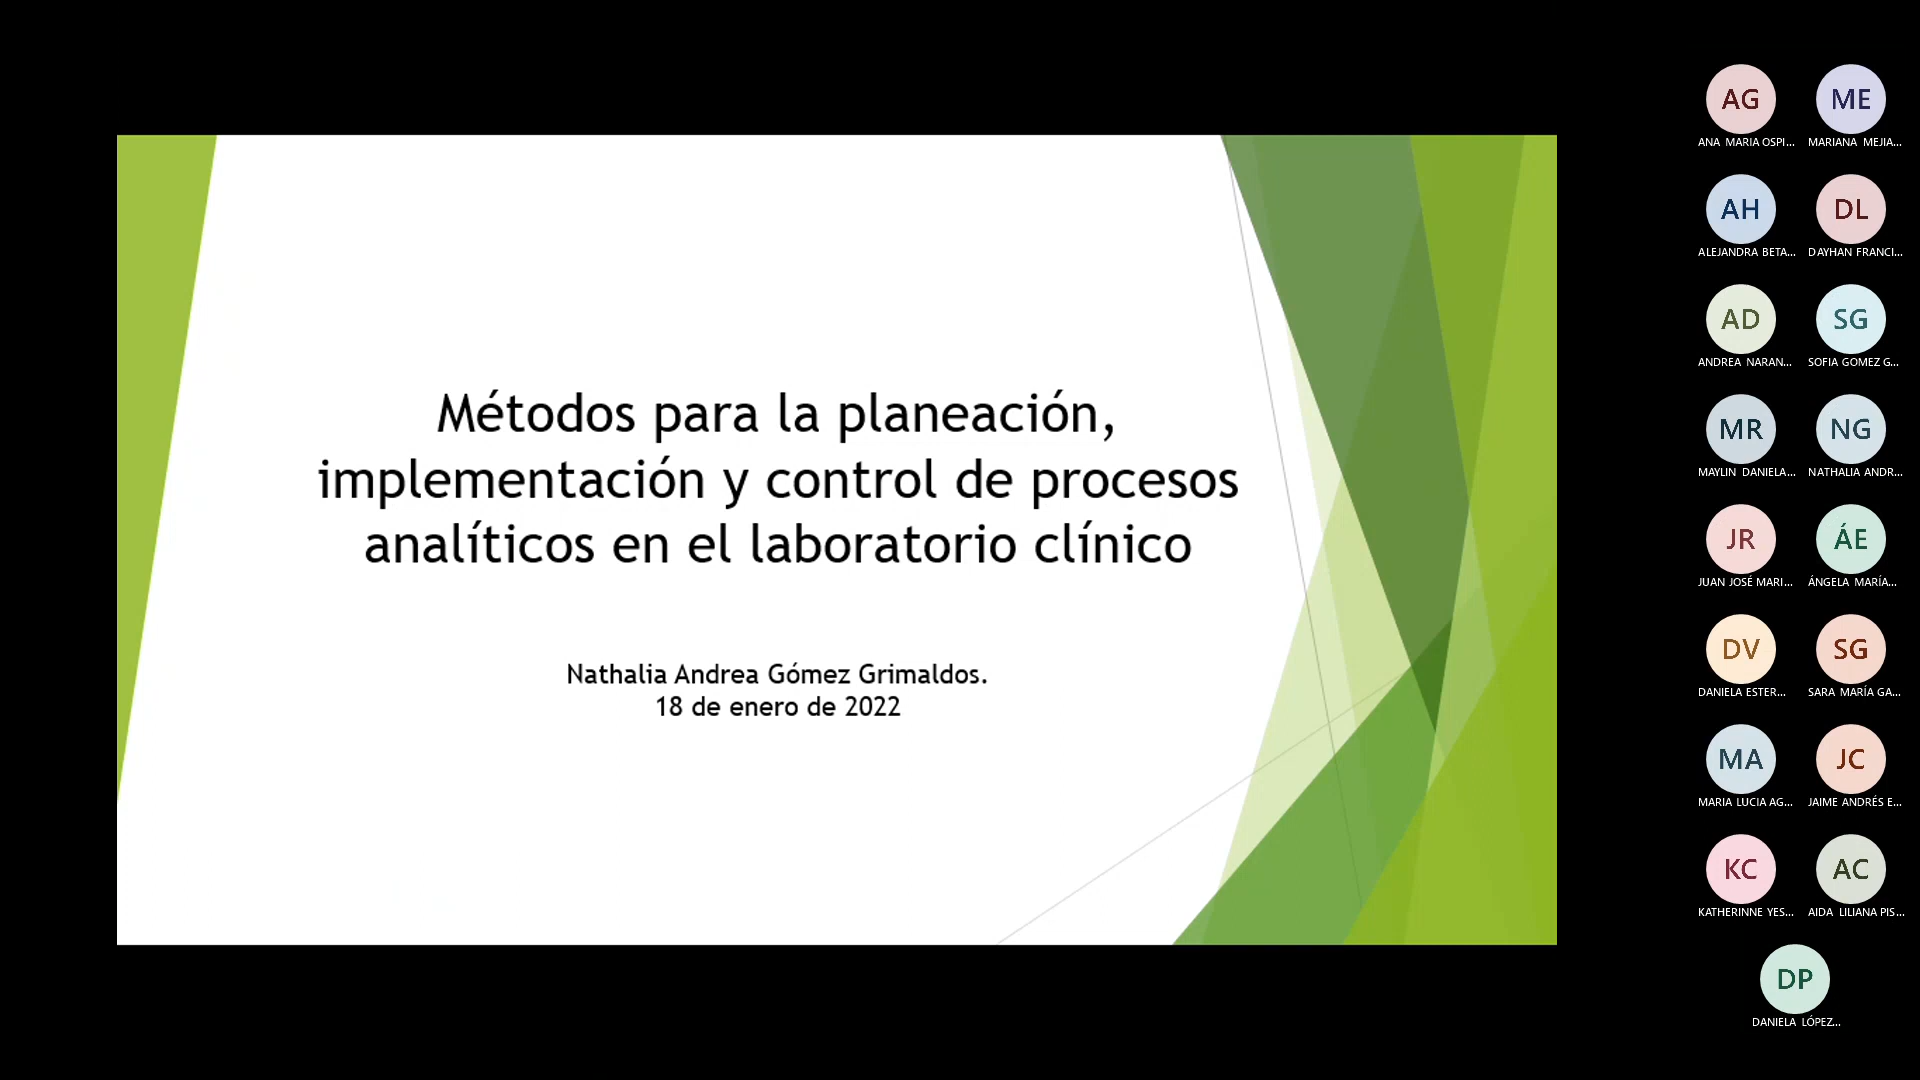 Métodos para la planeación,
implementación y control de procesos
analíticos en el laboratorio clínico
Nathalia Andrea Gómez Grimaldos.
18 de enero de 2022
AG
ANA MARIA OSPI...
ME
MARIANA MEJIA...
AH
ALEJANDRA BETA...
DL
DAYHAN FRANCI...
AD
ANDREA NARAN...
SG
SOFIA GOMEZ G...
MR
MAYLIN DANIELA...
NG
NATHALIA ANDR...
JR
JUAN JOSÉ MARI...
ÁE
ÁNGELA MARÍA...
DV
DANIELA ESTER...
SG
SARA MARÍA GA...
MA
MARIA LUCIA AG...
JC
JAIME ANDRÉS E...
KC
KATHERINNE YES...
AC
AIDA LILIANA PIS...
DP
DANIELA LÓPEZ...